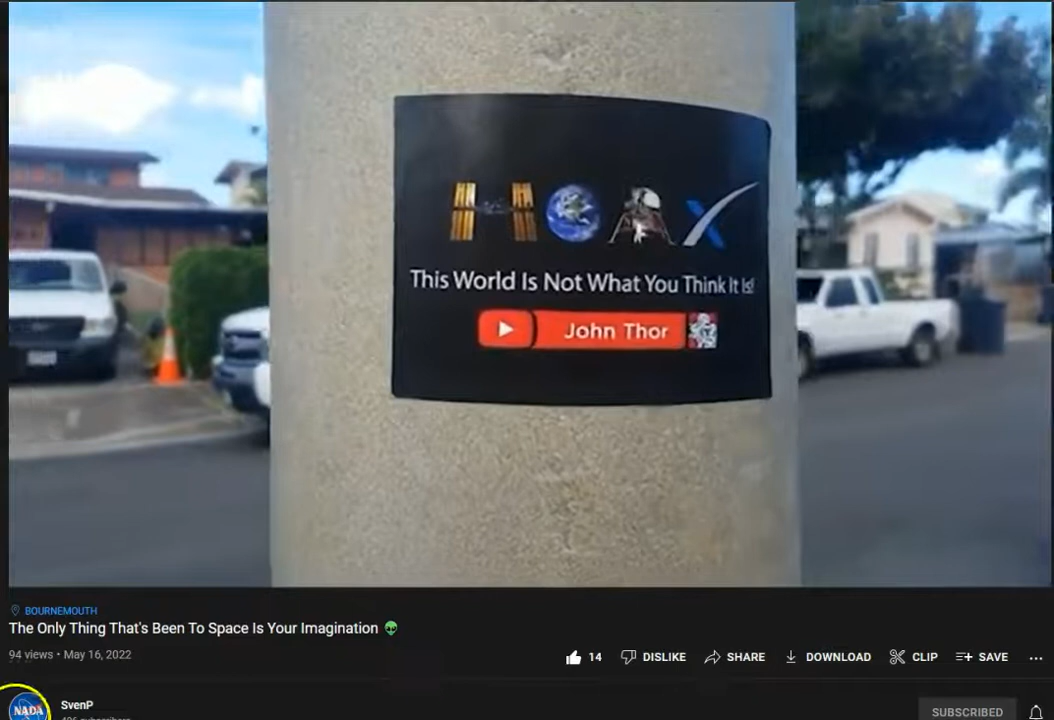 HOAX
This World Is Not What You Think It Is!
John Thor
BOURNEMOUTH
The Only Thing That's Been To Space Is Your Imagination 👽
94 views • May 16, 2022
14 DISLIKE SHARE DOWNLOAD CLIP SAVE ...
NADA
SvenP
SUBSCRIBED